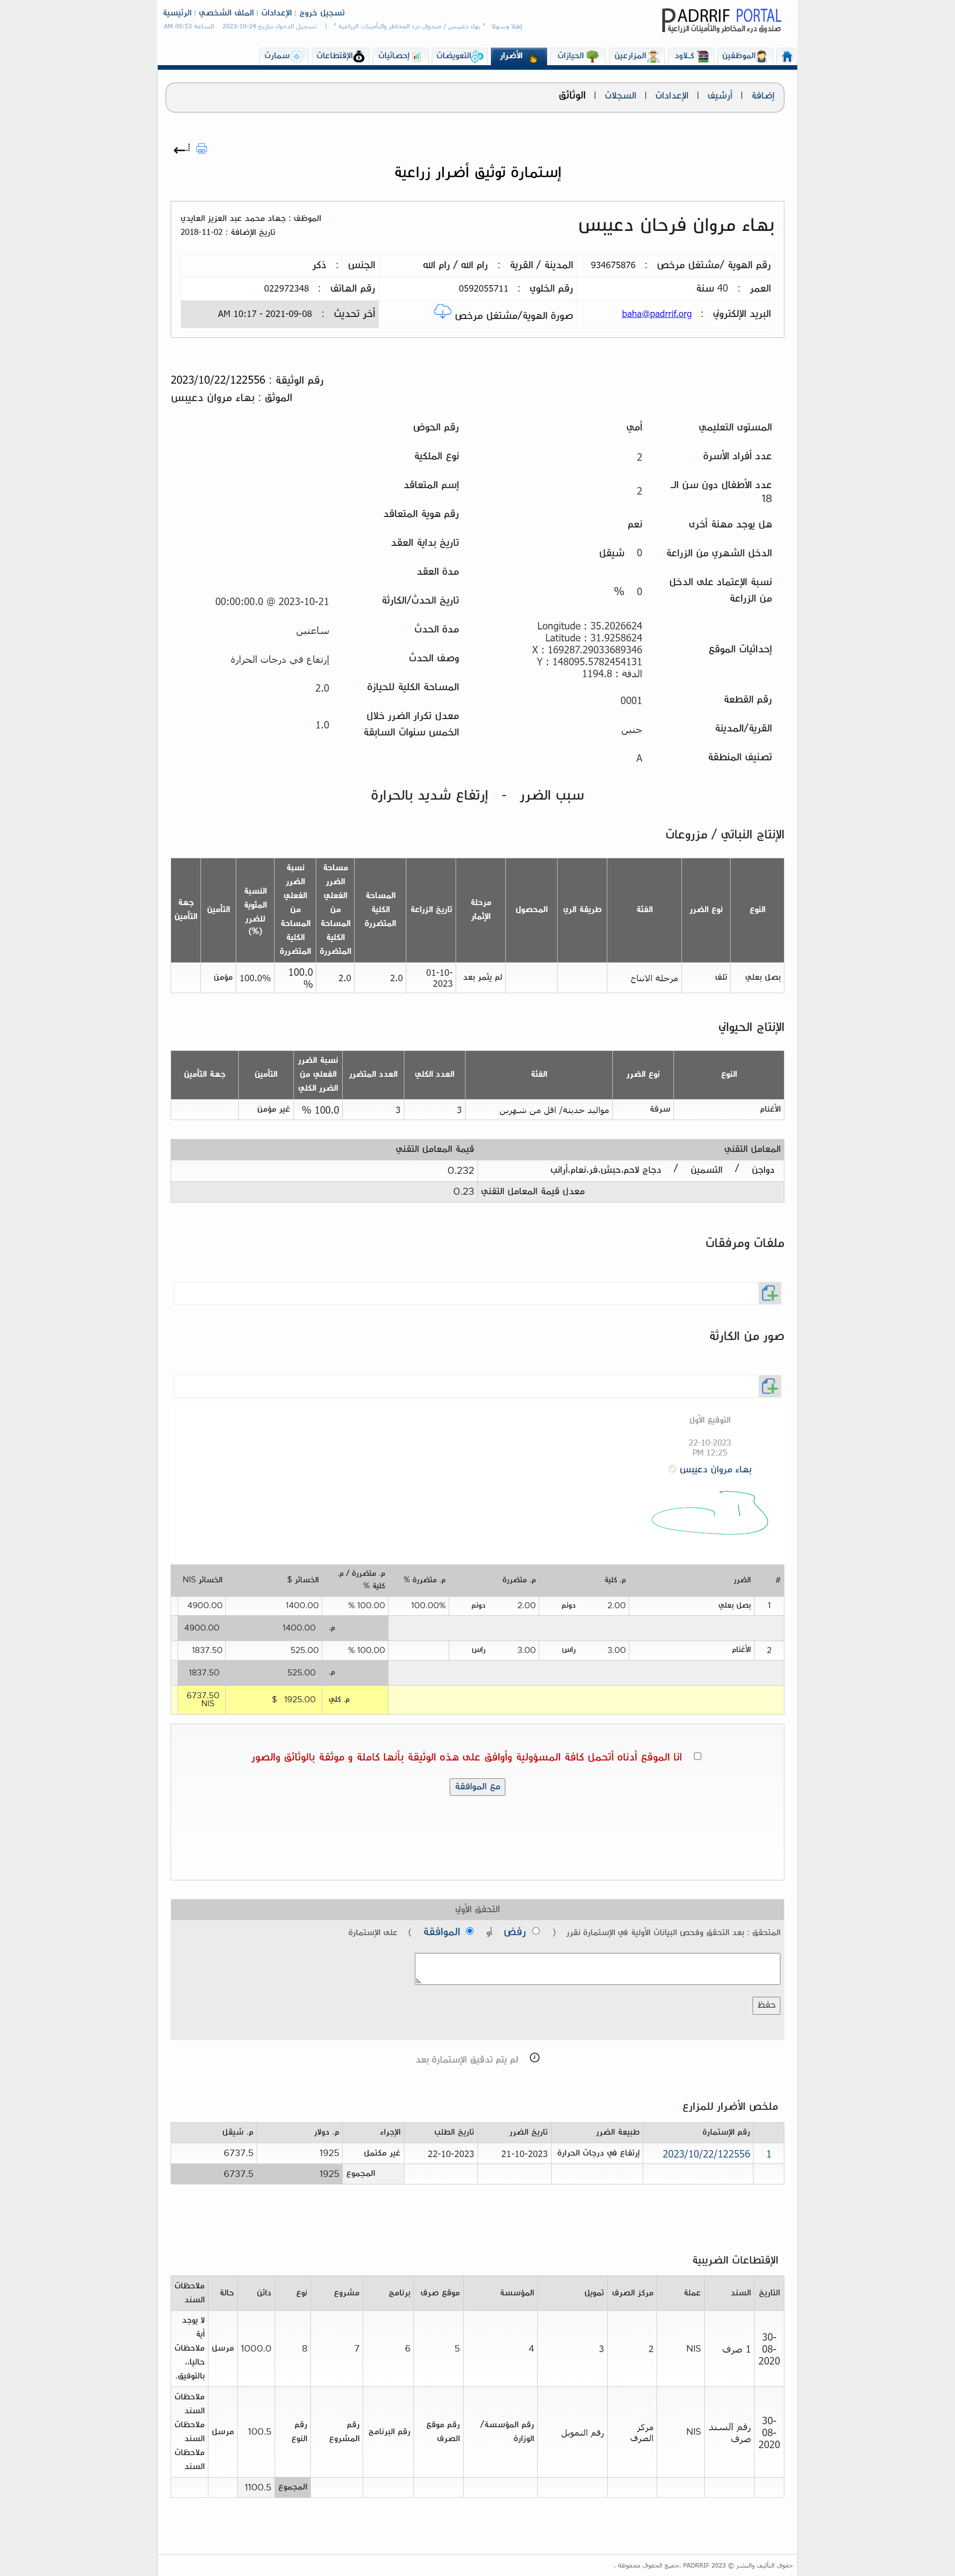 PADRRIF PORTAL
صندوق درء المخاطر والتأمينات الزراعية
تسجيل خروج | الإعدادات | الملف الشخصي | الرئيسية
إهلا وسهلا " بهاء دعيبس / صندوق درء المخاطر والتأمينات الزراعية " | تسجيل الدخول بتاريخ 24-10-2023 الساعة 09:53 AM
الموظفين كـلاود المزارعين الحيازات الأضرار التعويضات إحصائيات الإقتطاعات سمارت
إضافة | أرشيف | الإعدادات | السجلات | الوثائق
إستمارة توثيق أضرار زراعية
بهاء مروان فرحان دعيبس
الموظف : جهاد محمد عبد العزيز العايدي
تاريخ الإضافة : 02-11-2018
رقم الهوية /مشتغل مرخص : 934675876 المدينة / القرية : رام الله / رام الله الجنس : ذكر
العمر : 40 سنة رقم الخلوي : 0592055711 رقم الهاتف : 022972348
البريد الإلكتروني : baha@padrrif.org صورة الهوية/مشتغل مرخص أخر تحديث : 2021-09-08 - 10:17 AM
رقم الوثيقة : 2023/10/22/122556
الموثق : بهاء مروان دعيبس
المستوى التعليمي أمي
عدد أفراد الأسرة 2
عدد الأطفال دون سن الـ 18 2
هل يوجد مهنة أخرى نعم
الدخل الشهري من الزراعة 0 شيقل
نسبة الإعتماد على الدخل من الزراعة 0 %
إحداثيات الموقع
Longitude : 35.2026624
Latitude : 31.9258624
X : 169287.29033689346
Y : 148095.5782454131
الدقة : 1194.8
رقم القطعة 0001
القرية/المدينة جنين
تصنيف المنطقة A
رقم الحوض
نوع الملكية
إسم المتعاقد
رقم هوية المتعاقد
تاريخ بداية العقد
مدة العقد
تاريخ الحدث/الكارثة 2023-10-21 @ 00:00:00.0
مدة الحدث ساعتين
وصف الحدث إرتفاع في درجات الحرارة
المساحة الكلية للحيازة 2.0
معدل تكرار الضرر خلال الخمس سنوات السابقة 1.0
سبب الضرر - إرتفاع شديد بالحرارة
الإنتاج النباتي / مزروعات
النوع نوع الضرر الفئة طريقة الري المحصول مرحلة الإثمار تاريخ الزراعة المساحة الكلية المتضررة مساحة الضرر الفعلي من المساحة الكلية المتضررة نسبة الضرر الفعلي من المساحة الكلية المتضررة النسبة المئوية للضرر (%) التأمين جهة التأمين
بصل بعلي تلف مرحلة الانتاج لم يثمر بعد 01-10-2023 2.0 2.0 100.0 % 100.0% مؤمن
الإنتاج الحيواني
النوع نوع الضرر الفئة العدد الكلي العدد المتضرر نسبة الضرر الفعلي من الضرر الكلي التأمين جهة التأمين
الأغنام سرقة مواليد حديثة/ اقل من شهرين 3 3 100.0 % غير مؤمن
المعامل التقني قيمة المعامل التقني
دواجن / التسمين / دجاج لاحم,حبش,فر,نعام,أرانب 0.232
معدل قيمة المعامل التقني 0.23
ملفات ومرفقات
صور من الكارثة
التوقيع الأول
22-10-2023
12:25 PM
بهاء مروان دعيبس
# الضرر م. كلية م. متضررة م. متضررة % م. متضررة / م. كلية % الخسائر $ الخسائر NIS
1 بصل بعلي 2.00 دونم 2.00 دونم 100.00% 100.00 % 1400.00 4900.00
م. 1400.00 4900.00
2 الأغنام 3.00 راس 3.00 راس 100.00 % 525.00 1837.50
م. 525.00 1837.50
م. كلي 1925.00 $ 6737.50 NIS
انا الموقع أدناه أتحمل كافة المسؤولية وأوافق على هذه الوثيقة بأنها كاملة و موثقة بالوثائق والصور
مع الموافقة
التحقق الأولي
المتحقق : بعد التحقق وفحص البيانات الأولية في الإستمارة نقرر ( رفض أو الموافقة ) على الإستمارة
حفظ
لم يتم تدقيق الإستمارة بعد
ملخص الأضرار للمزارع
رقم الإستمارة طبيعة الضرر تاريخ الضرر تاريخ الطلب الإجراء م. دولار م. شيقل
1 2023/10/22/122556 إرتفاع في درجات الحرارة 21-10-2023 22-10-2023 غير مكتمل 1925 6737.5
المجموع 1925 6737.5
الإقتطاعات الضريبية
التاريخ السند عملة مركز الصرف تمويل المؤسسة موقع صرف برنامج مشروع نوع دائن حالة ملاحظات السند
30-08-2020 1 صرف NIS 2 3 4 5 6 7 8 1000.0 مرسل لا يوجد أية ملاحظات حاليا,, بالتوفيق.
30-08-2020 رقم السند صرف NIS مركز الصرف رقم التمويل رقم المؤسسة/الوزارة رقم موقع الصرف رقم البرنامج رقم المشروع رقم النوع 100.5 مرسل ملاحظات السند ملاحظات السند ملاحظات السند
المجموع 1100.5
حقوق التأليف والنشر © 2023 PADRRIF .جميع الحقوق محفوظة .